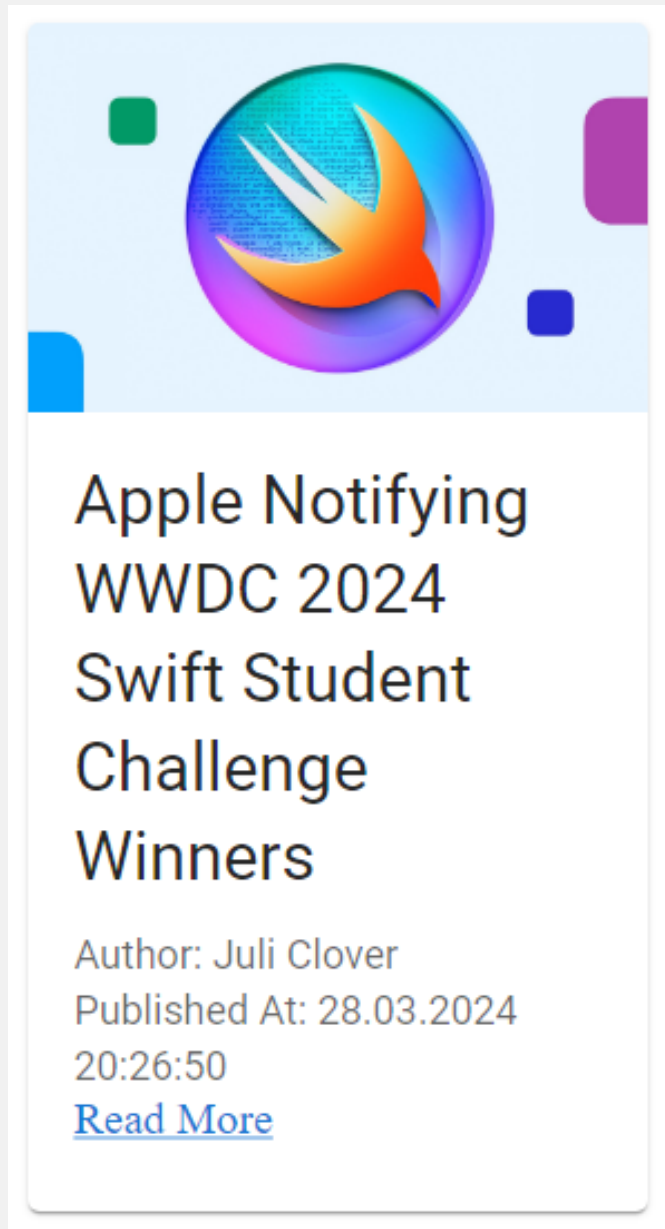 Apple Notifying
WWDC 2024
Swift Student
Challenge
Winners
Author: Juli Clover
Published At: 28.03.2024
20:26:50
Read More